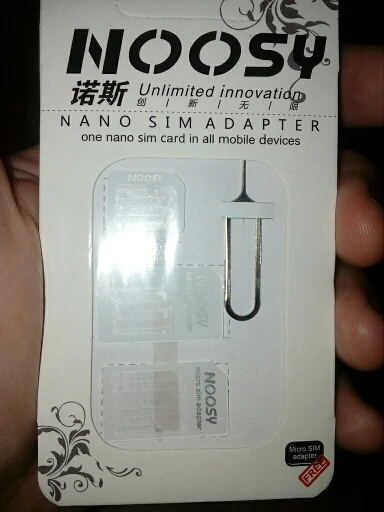 NOOSY
诺斯 Unlimited innovation
创 | 新 | 无 | 限
NANO SIM ADAPTER
one nano sim card in all mobile devices
NOOSY
NOOSY
NOOSY
micro sim adapter
Micro SIM
adapter
FREE